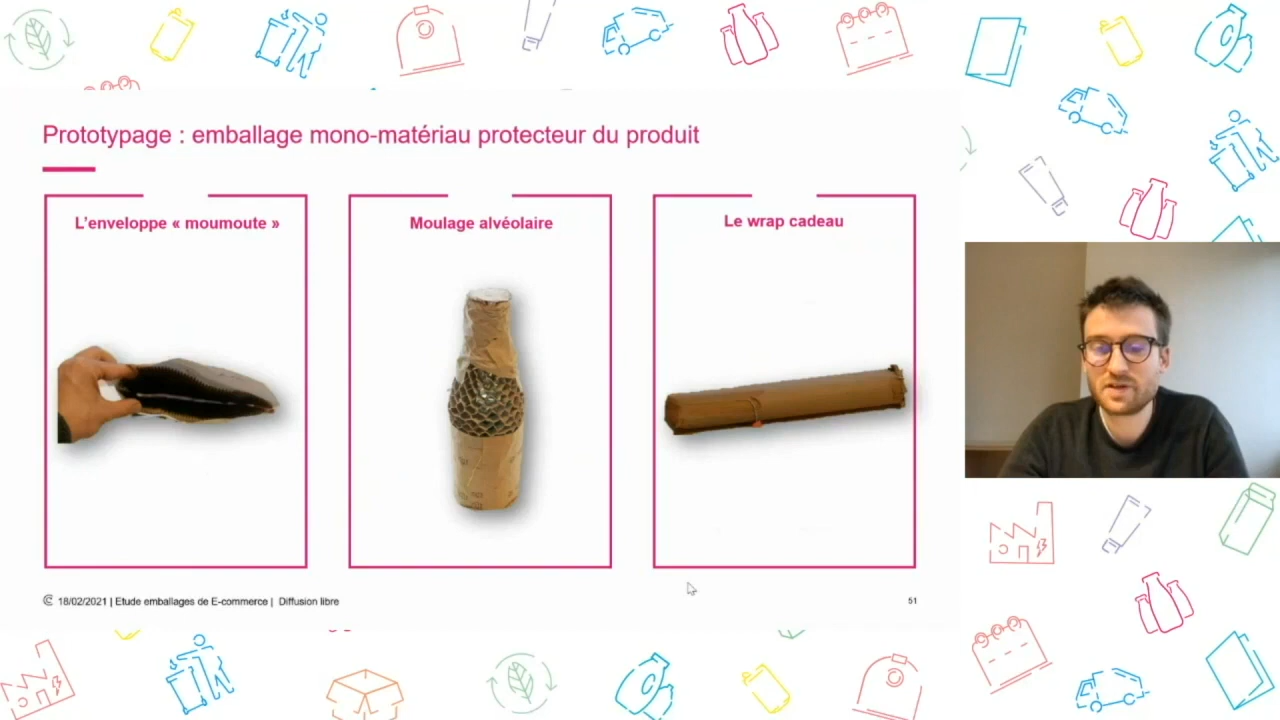 Prototypage : emballage mono-matériau protecteur du produit
L'enveloppe « moumoute »
Moulage alvéolaire
Le wrap cadeau
18/02/2021 | Etude emballages de E-commerce | Diffusion libre
51